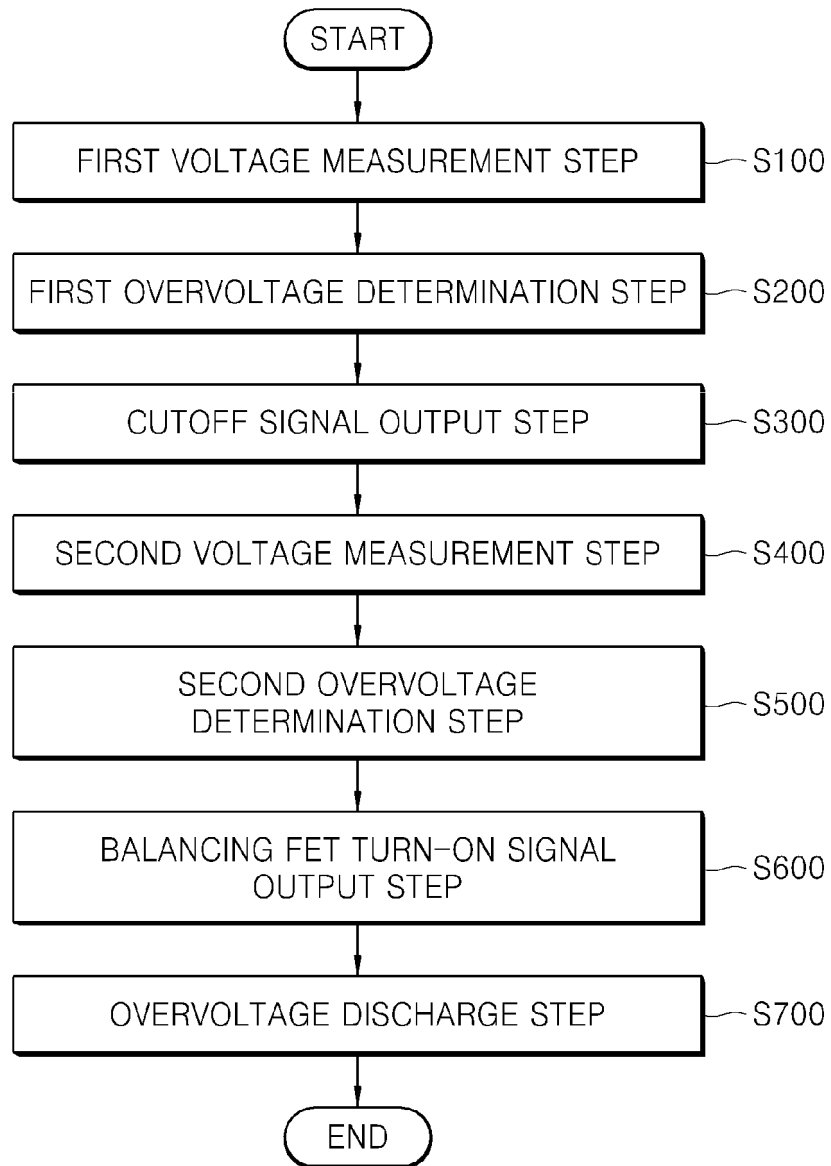 START
FIRST VOLTAGE MEASUREMENT STEP
S100
FIRST OVERVOLTAGE DETERMINATION STEP
S200
CUTOFF SIGNAL OUTPUT STEP
S300
SECOND VOLTAGE MEASUREMENT STEP
S400
SECOND OVERVOLTAGE
DETERMINATION STEP
S500
BALANCING FET TURN-ON SIGNAL
OUTPUT STEP
S600
OVERVOLTAGE DISCHARGE STEP
S700
END